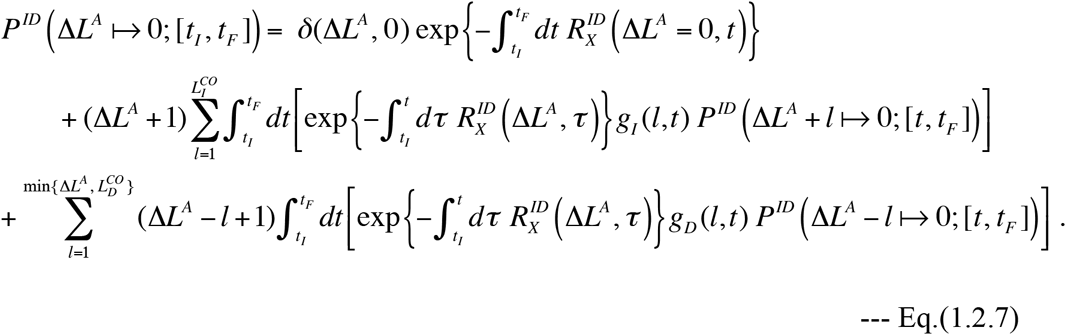 P^{ID}(ΔL^A ↦ 0; [t_I, t_F]) = δ(ΔL^A, 0) exp{−∫_{t_I}^{t_F} dt R_X^{ID}(ΔL^A = 0, t)}
+ (ΔL^A + 1) ∑_{l=1}^{L_I^{CO}} ∫_{t_I}^{t_F} dt[exp{−∫_{t_I}^{t} dτ R_X^{ID}(ΔL^A, τ)} g_I(l,t) P^{ID}(ΔL^A + l ↦ 0; [t, t_F])]
+ ∑_{l=1}^{min{ΔL^A, L_D^{CO}}} (ΔL^A − l + 1) ∫_{t_I}^{t_F} dt[exp{−∫_{t_I}^{t} dτ R_X^{ID}(ΔL^A, τ)} g_D(l,t) P^{ID}(ΔL^A − l ↦ 0; [t, t_F])] .
--- Eq.(1.2.7)